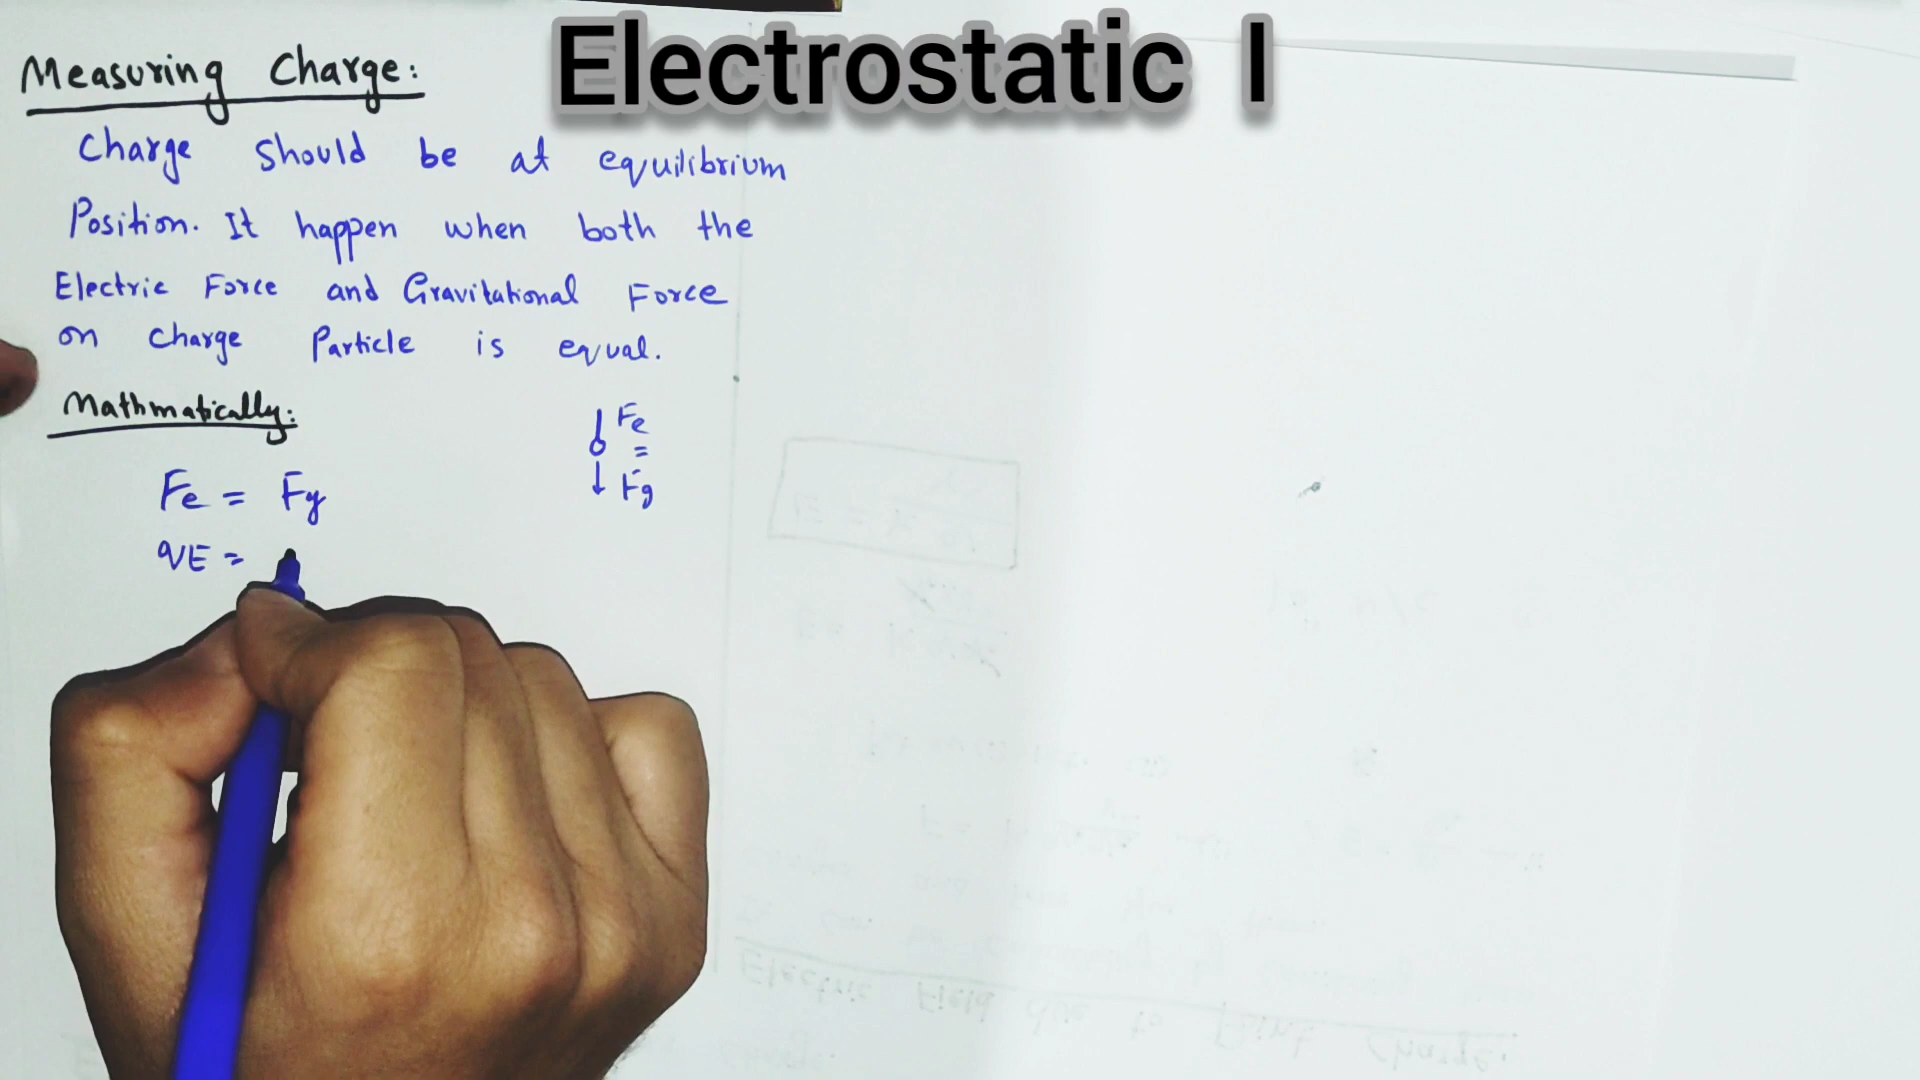 Electrostatic I
Measuring Charge:
Charge should be at equilibrium
Position. It happen when both the
Electric Force and Gravitational Force
on Charge Particle is equal.
Mathmatically:
Fe
=
Fg
Fe = Fg
qE =